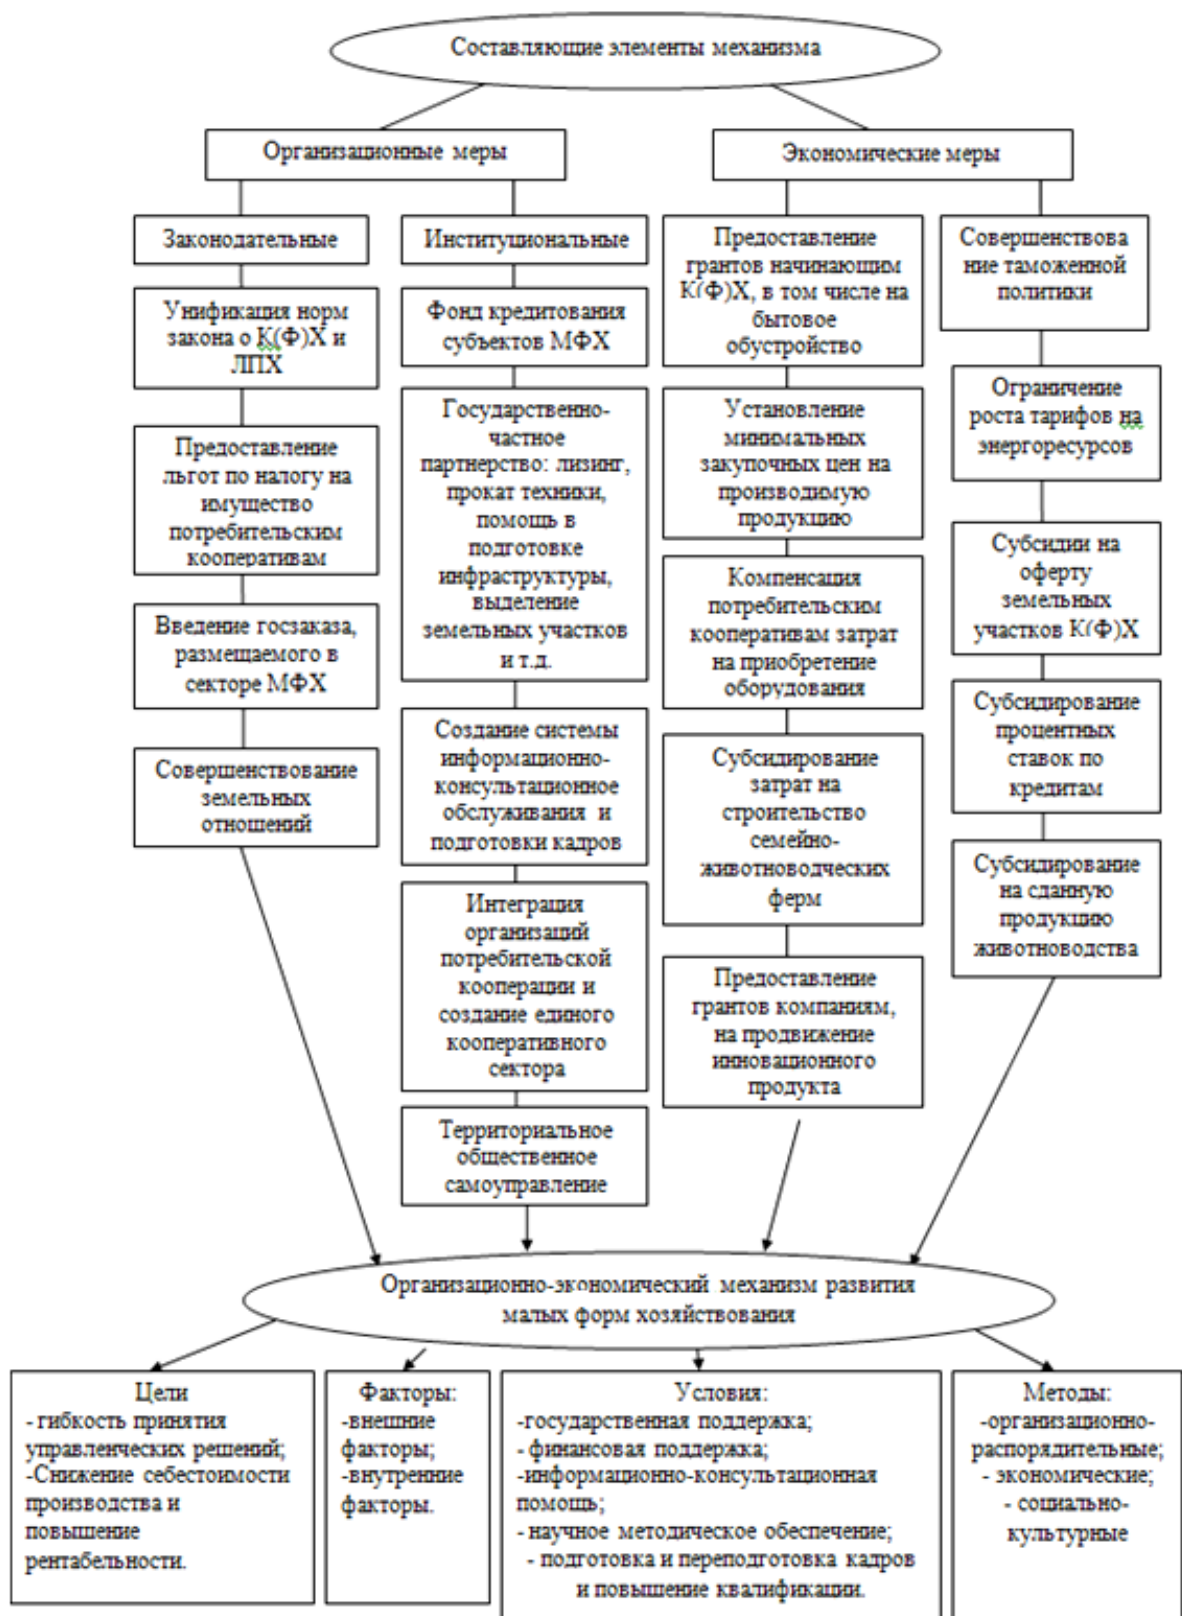 Составляющие элементы механизма
Организационные меры
Экономические меры
Законодательные
Унификация норм
закона о К(Ф)Х и
ЛПХ
Предоставление
льгот по налогу на
имущество
потребительским
кооперативам
Введение госзаказа,
размещаемого в
секторе МФХ
Совершенствование
земельных
отношений
Институциональные
Фонд кредитования
субъектов МФХ
Государственно-
частное
партнерство: лизинг,
прокат техники,
помощь в
подготовке
инфраструктуры,
выделение
земельных участков
и т.д.
Создание системы
информационно-
консультационное
обслуживания и
подготовки кадров
Интеграция
организаций
потребительской
кооперации и
создание единого
кооперативного
сектора
Территориальное
общественное
самоуправление
Предоставление
грантов начинающим
К(Ф)Х, в том числе на
бытовое
обустройство
Установление
минимальных
закупочных цен на
производимую
продукцию
Компенсация
потребительским
кооперативам затрат
на приобретение
оборудования
Субсидирование
затрат на
строительство
семейно-
животноводческих
ферм
Предоставление
грантов компаниям,
на продвижение
инновационного
продукта
Совершенствова
ние таможенной
политики
Ограничение
роста тарифов на
энергоресурсов
Субсидии на
оферту
земельных
участков К(Ф)Х
Субсидирование
процентных
ставок по
кредитам
Субсидирование
на сданную
продукцию
животноводства
Организационно-экономический механизм развития
малых форм хозяйствования
Цели
- гибкость принятия
управленческих решений;
-Снижение себестоимости
производства и
повышение
рентабельности.
Факторы:
-внешние
факторы;
-внутренние
факторы.
Условия:
-государственная поддержка;
- финансовая поддержка;
-информационно-консультационная
помощь;
- научное методическое обеспечение;
- подготовка и переподготовка кадров
и повышение квалификации.
Методы:
-организационно-
распорядительные;
- экономические;
- социально-
культурные